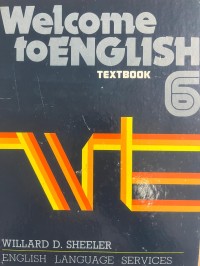 Welcome
to ENGLISH
TEXTBOOK
6
WILLARD D. SHEELER
ENGLISH LANGUAGE SERVICES